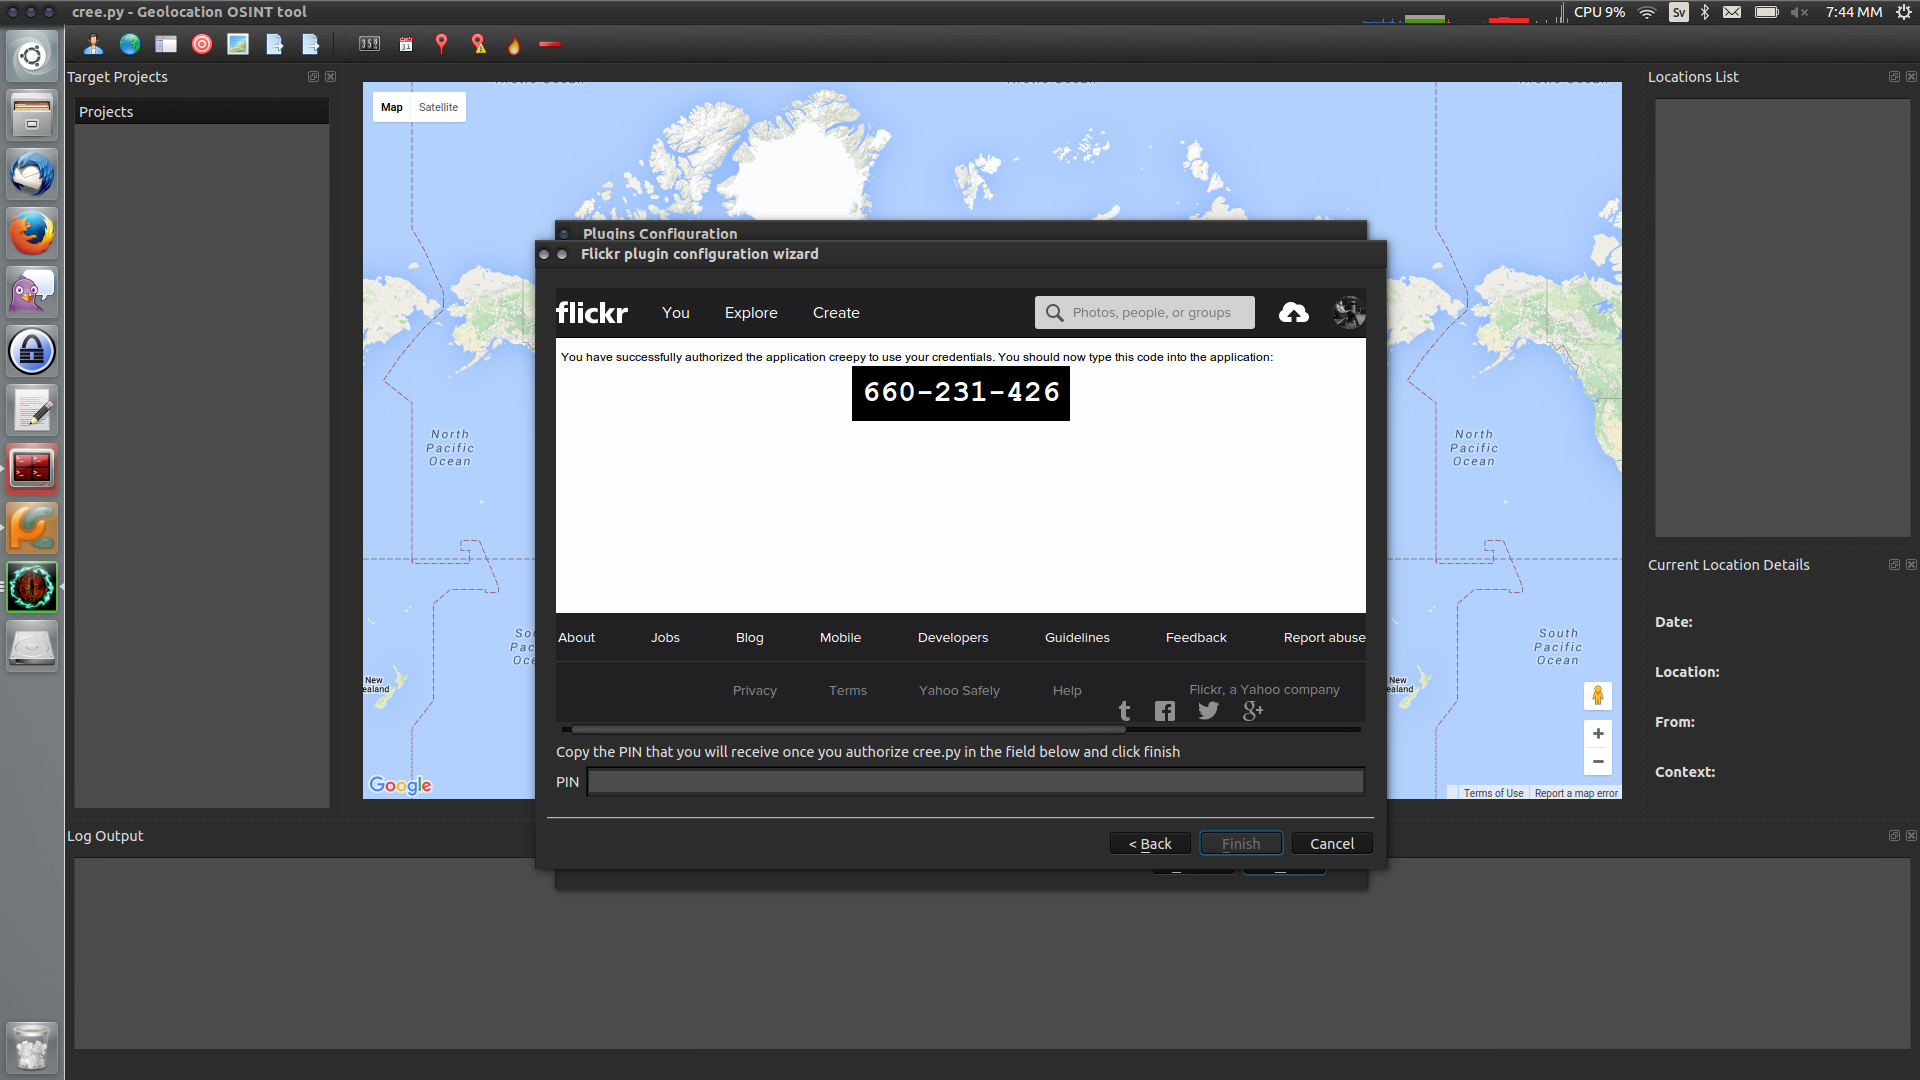 cree.py - Geolocation OSINT tool
CPU 9%
Sv
7:44 MM
Target Projects
Projects
Map
Satellite
Locations List
Plugins Configuration
Flickr plugin configuration wizard
flickr
You
Explore
Create
Photos, people, or groups
You have successfully authorized the application creepy to use your credentials. You should now type this code into the application:
660-231-426
North
Pacific
Ocean
North
Pacific
Ocean
About
Jobs
Blog
Mobile
Developers
Guidelines
Feedback
Report abuse
Privacy
Terms
Yahoo Safely
Help
Flickr, a Yahoo company
Copy the PIN that you will receive once you authorize cree.py in the field below and click finish
PIN
< Back
Finish
Cancel
South
Pacific
Ocean
New
ealand
New
ealand
Google
Terms of Use
Report a map error
Current Location Details
Date:
Location:
From:
Context:
Log Output